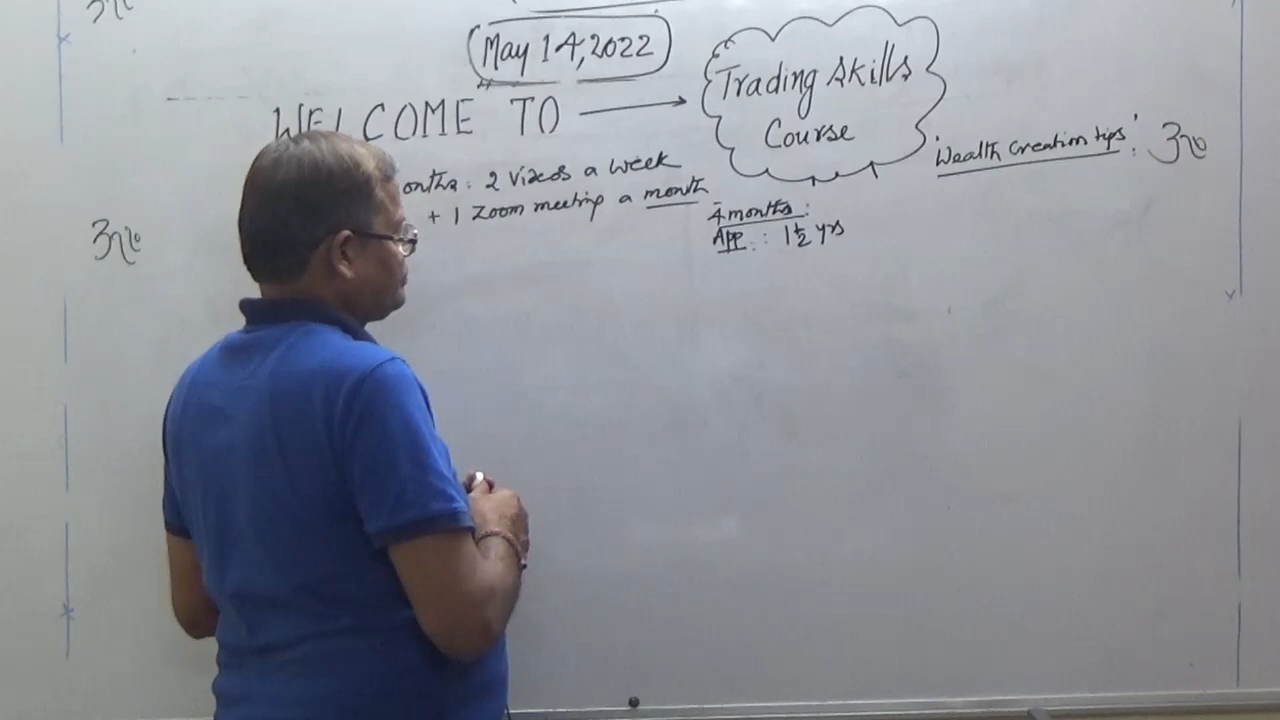 May 14, 2022
WELCOME TO
Trading Skills
Course
'Wealth Creation tips'
onths: 2 Videos a week
+ 1 Zoom meeting a month
4 months:
App.: 1½ yrs